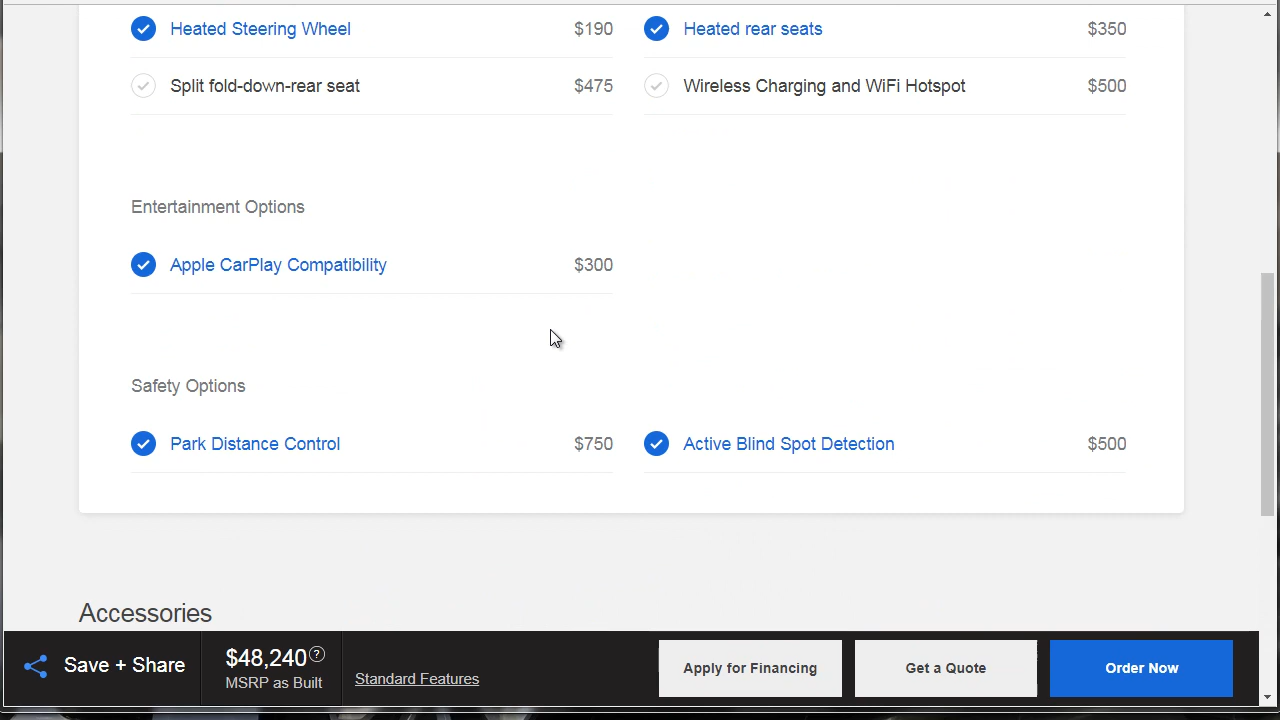 Heated Steering Wheel $190 Heated rear seats $350
Split fold-down-rear seat $475 Wireless Charging and WiFi Hotspot $500
Entertainment Options
Apple CarPlay Compatibility $300
Safety Options
Park Distance Control $750 Active Blind Spot Detection $500
Accessories
Save + Share $48,240 ? MSRP as Built Standard Features Apply for Financing Get a Quote Order Now